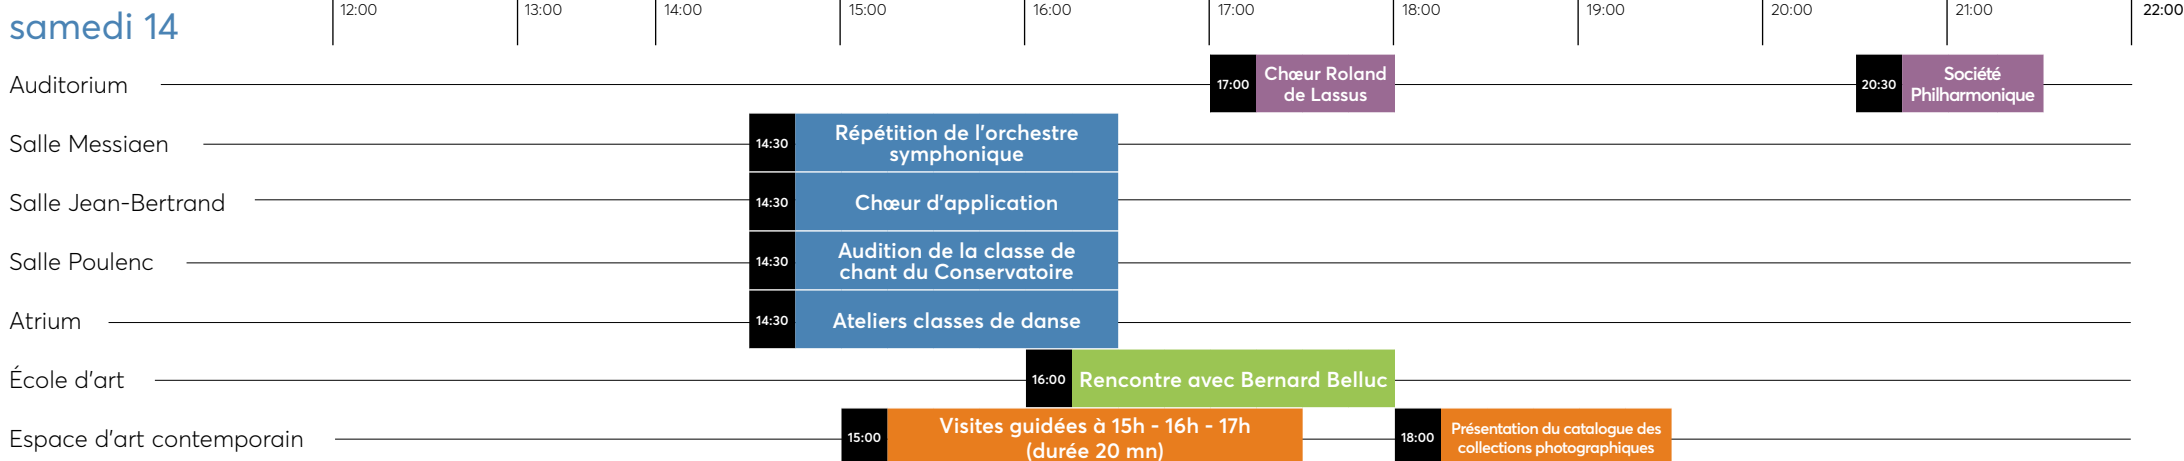 samedi 14
12:00
13:00
14:00
15:00
16:00
17:00
18:00
19:00
20:00
21:00
22:00
Auditorium
17:00
Chœur Roland
de Lassus
20:30
Société
Philharmonique
Salle Messiaen
14:30
Répétition de l'orchestre
symphonique
Salle Jean-Bertrand
14:30
Chœur d'application
Salle Poulenc
14:30
Audition de la classe de
chant du Conservatoire
Atrium
14:30
Ateliers classes de danse
École d'art
16:00
Rencontre avec Bernard Belluc
Espace d'art contemporain
15:00
Visites guidées à 15h - 16h - 17h
(durée 20 mn)
18:00
Présentation du catalogue des
collections photographiques